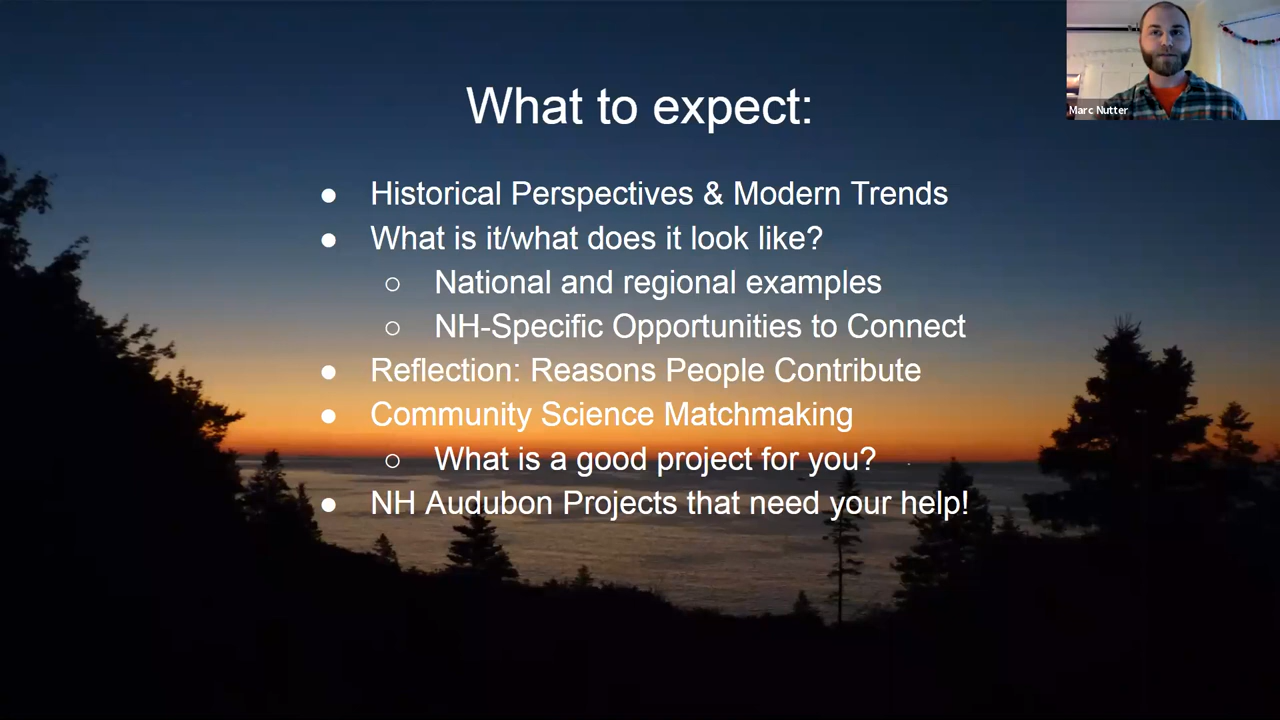 What to expect:
Marc Nutter
● Historical Perspectives & Modern Trends
● What is it/what does it look like?
○ National and regional examples
○ NH-Specific Opportunities to Connect
● Reflection: Reasons People Contribute
● Community Science Matchmaking
○ What is a good project for you?
● NH Audubon Projects that need your help!